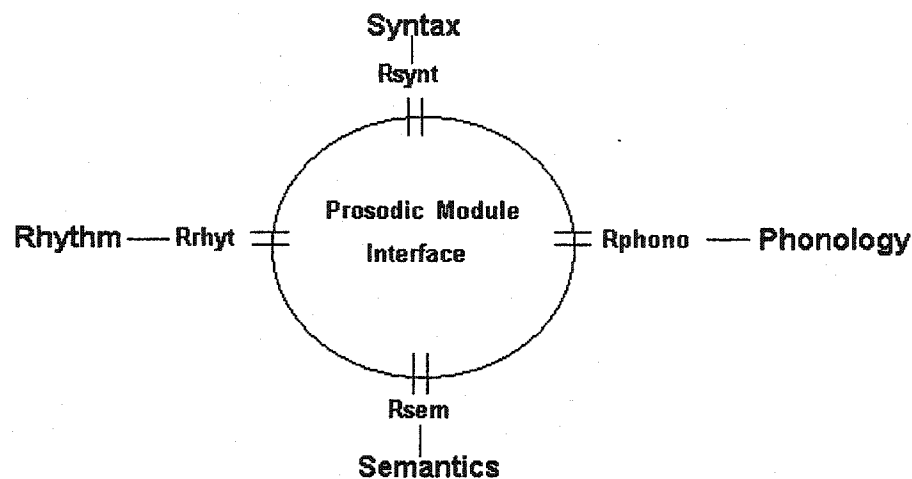 Syntax
Rsynt
Prosodic Module
Interface
Rhythm
Rrhyt
Rphono
Phonology
Rsem
Semantics